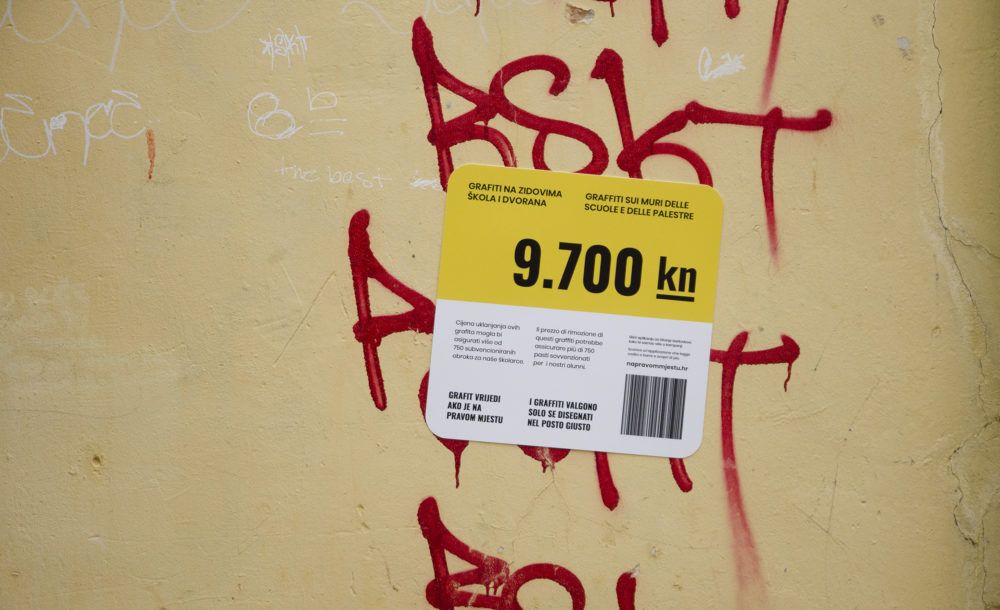 RSKT
the best
GRAFITI NA ZIDOVIMA
ŠKOLA I DVORANA
GRAFFITI SUI MURI DELLE
SCUOLE E DELLE PALESTRE
9.700 kn
Cijena uklanjanja ovih
grafita mogla bi
osigurati više od
750 subvencioniranih
obroka za naše školarce.
Il prezzo di rimozione di
questi graffiti potrebbe
assicurare più di 750
pasti sovvenzionati
per i nostri alunni.
napravommjestu.hr
GRAFIT VRIJEDI
AKO JE NA
PRAVOM MJESTU
I GRAFFITI VALGONO
SOLO SE DISEGNATI
NEL POSTO GIUSTO